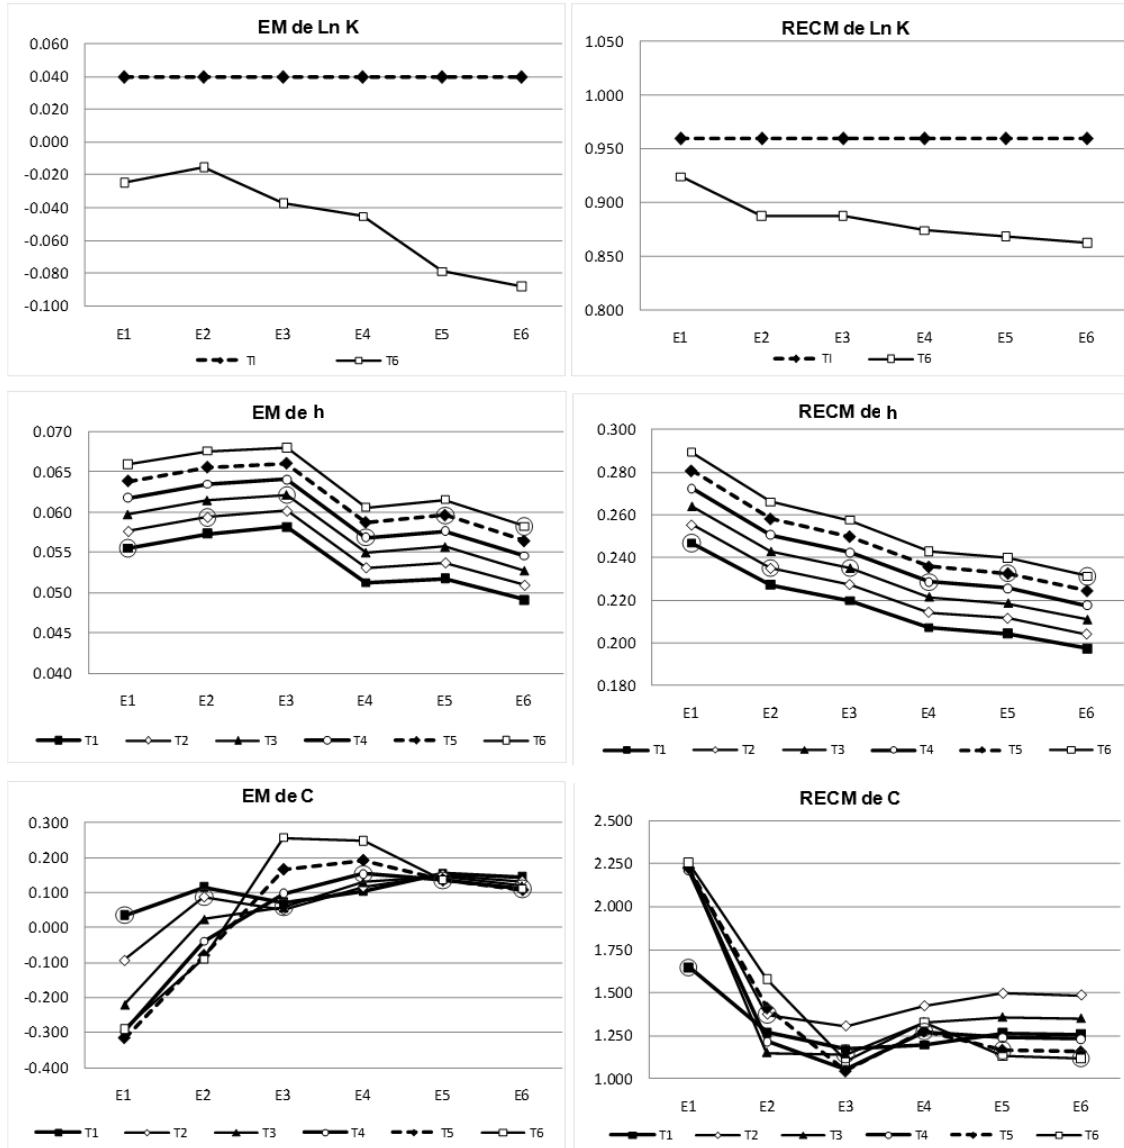 EM de Ln K
0.060
0.040
0.020
0.000
-0.020
-0.040
-0.060
-0.080
-0.100
E1 E2 E3 E4 E5 E6
TI T6
RECM de Ln K
1.050
1.000
0.950
0.900
0.850
0.800
E1 E2 E3 E4 E5 E6
TI T6
EM de h
0.070
0.065
0.060
0.055
0.050
0.045
0.040
E1 E2 E3 E4 E5 E6
T1 T2 T3 T4 T5 T6
RECM de h
0.300
0.280
0.260
0.240
0.220
0.200
0.180
E1 E2 E3 E4 E5 E6
T1 T2 T3 T4 T5 T6
EM de C
0.300
0.200
0.100
0.000
-0.100
-0.200
-0.300
-0.400
E1 E2 E3 E4 E5 E6
T1 T2 T3 T4 T5 T6
RECM de C
2.500
2.250
2.000
1.750
1.500
1.250
1.000
E1 E2 E3 E4 E5 E6
T1 T2 T3 T4 T5 T6